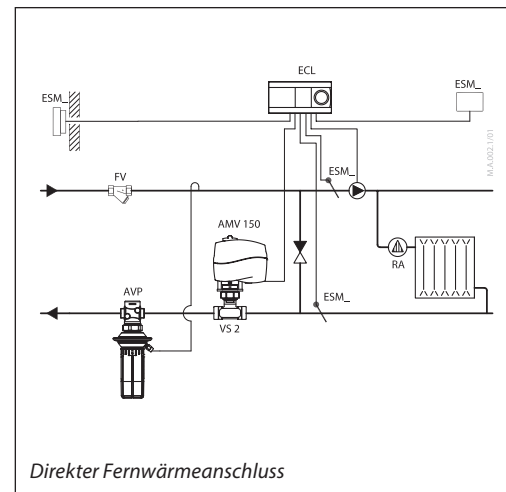 ECL
ESM_
ESM_
M.A.002.1/01
FV
ESM_
AMV 150
RA
AVP
ESM_
VS 2
Direkter Fernwärmeanschluss